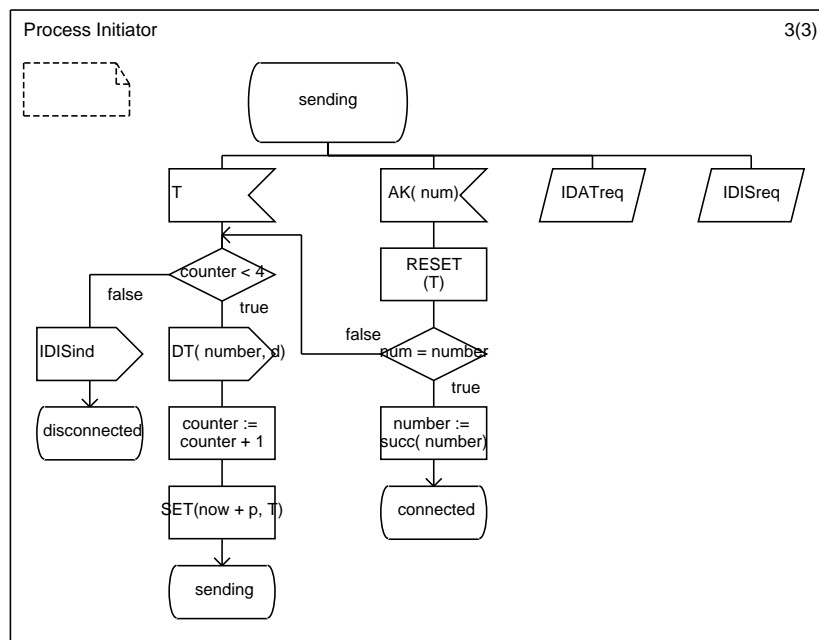 Process Initiator
3(3)
sending
T
AK( num)
IDATreq
IDISreq
counter < 4
RESET
(T)
false
true
false
IDISind
DT( number, d)
num = number
true
disconnected
counter :=
counter + 1
number :=
succ( number)
SET(now + p, T)
connected
sending